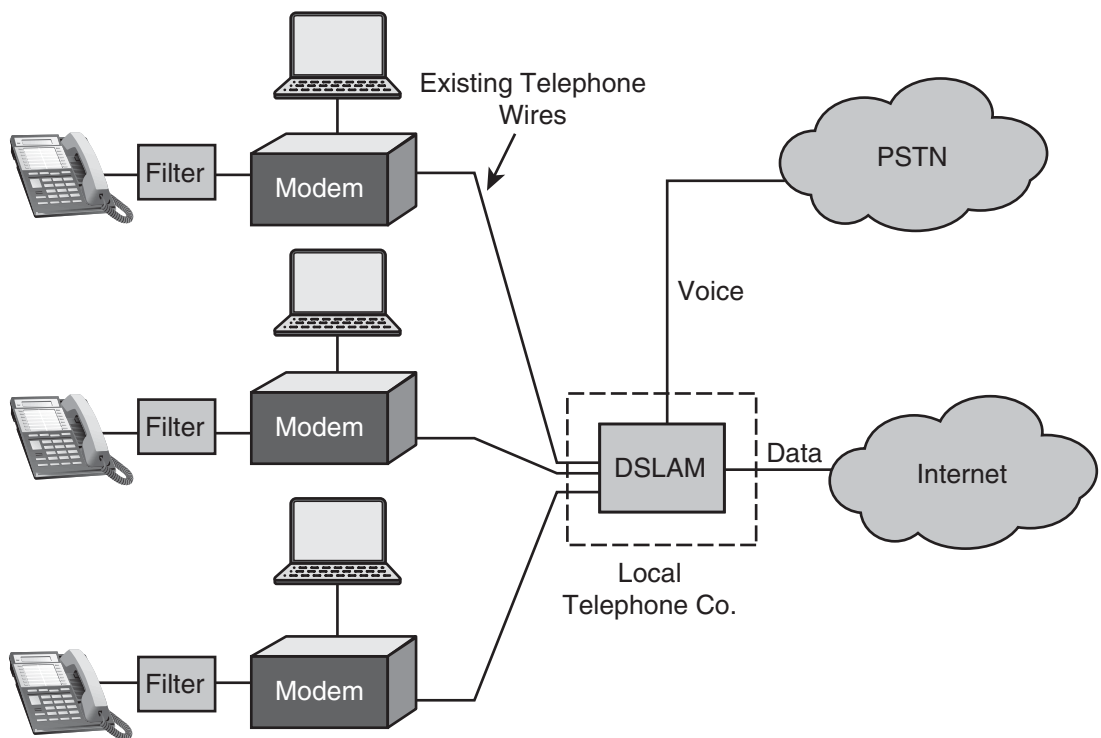 Existing Telephone
Wires
Filter
Modem
PSTN
Voice
Filter
Modem
DSLAM
Data
Internet
Local
Telephone Co.
Filter
Modem